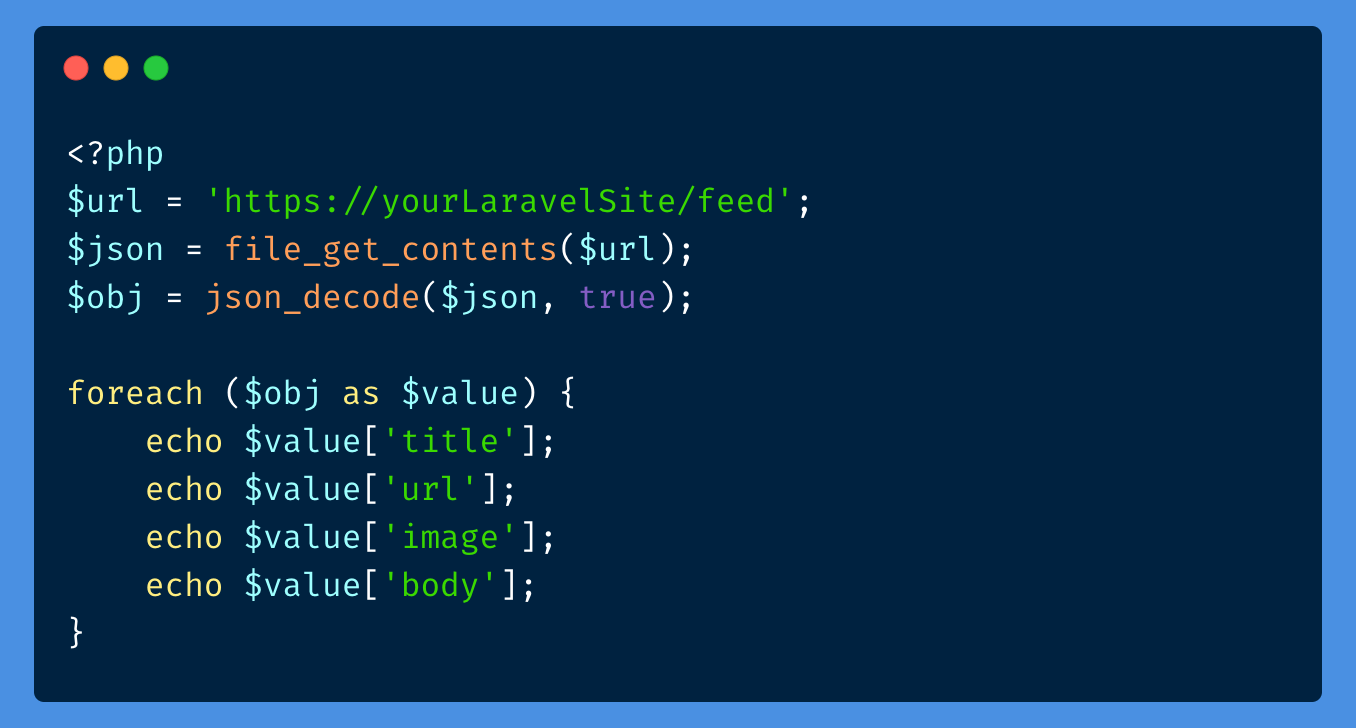 <?php
$url = 'https://yourLaravelSite/feed';
$json = file_get_contents($url);
$obj = json_decode($json, true);

foreach ($obj as $value) {
    echo $value['title'];
    echo $value['url'];
    echo $value['image'];
    echo $value['body'];
}